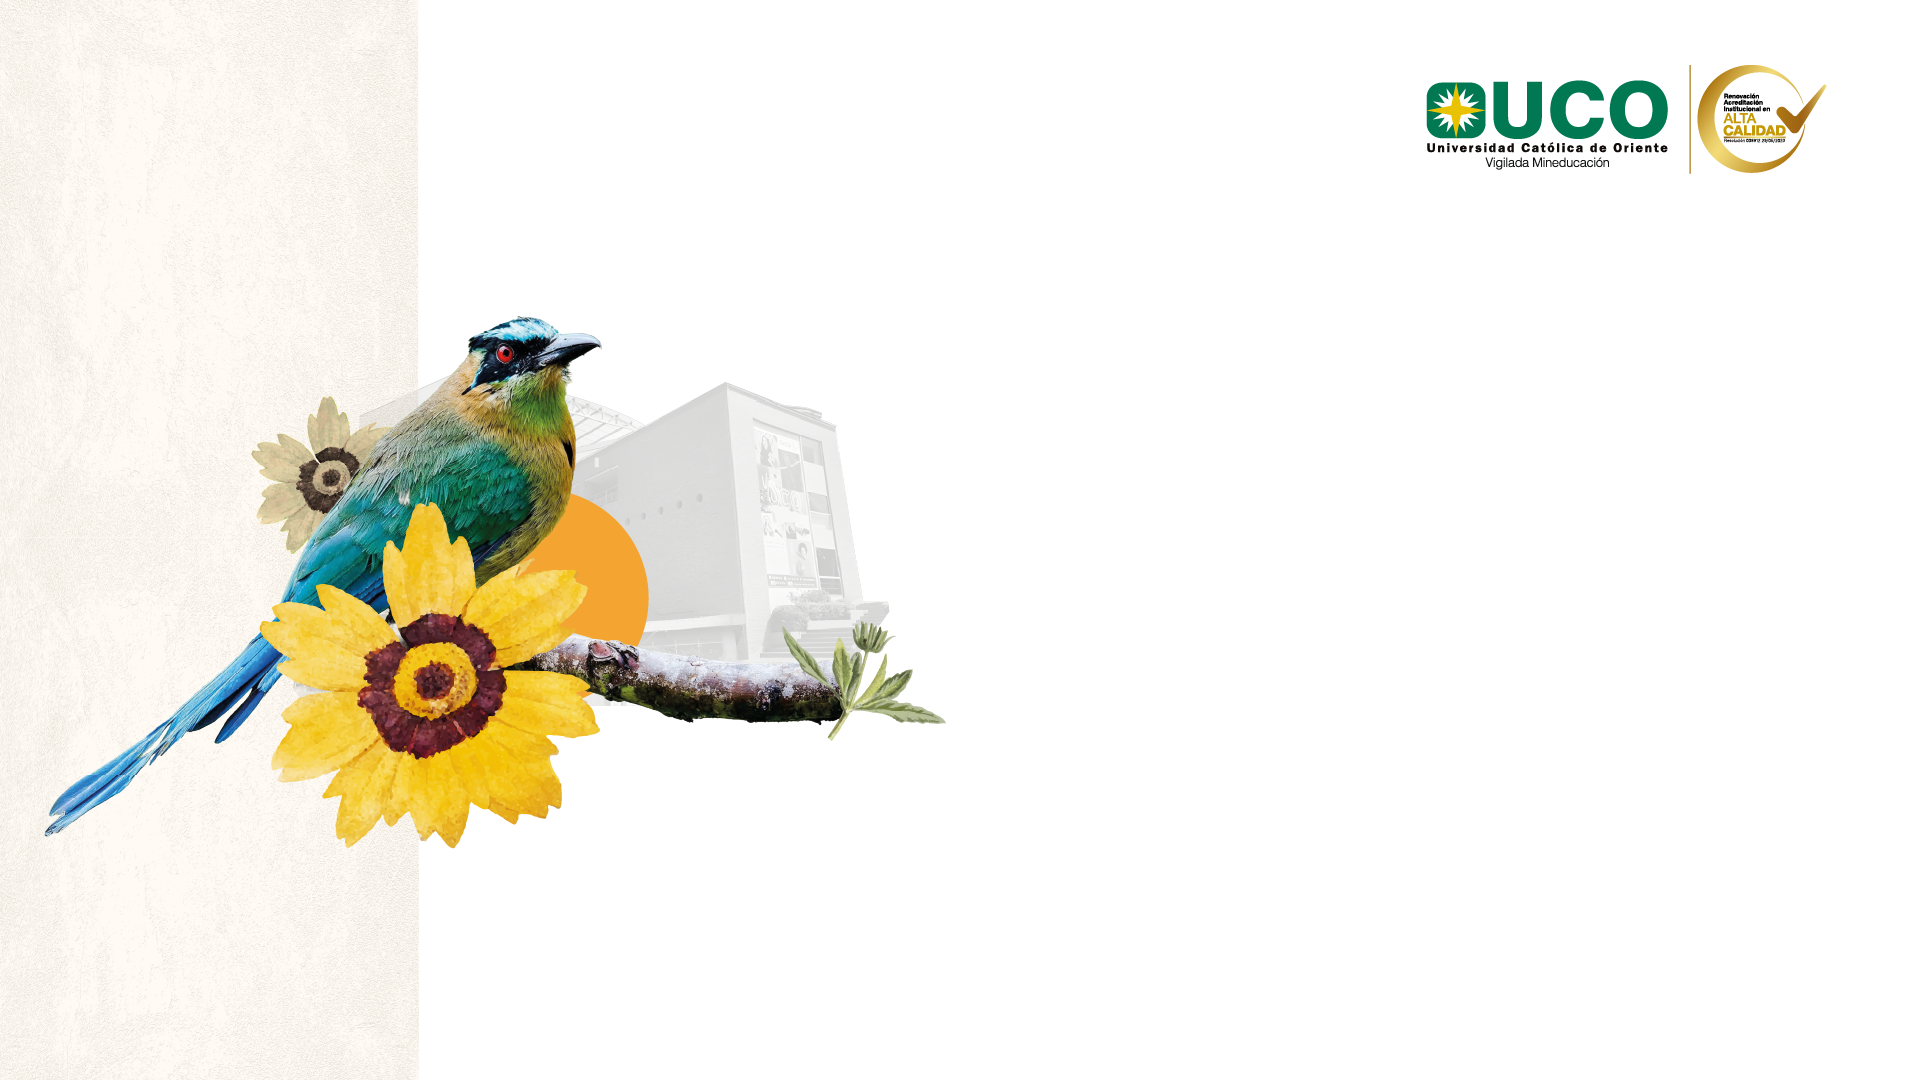 UCO
Universidad Católica de Oriente
Vigilada Mineducación
Renovación
Acreditación
Institucional en
ALTA
CALIDAD